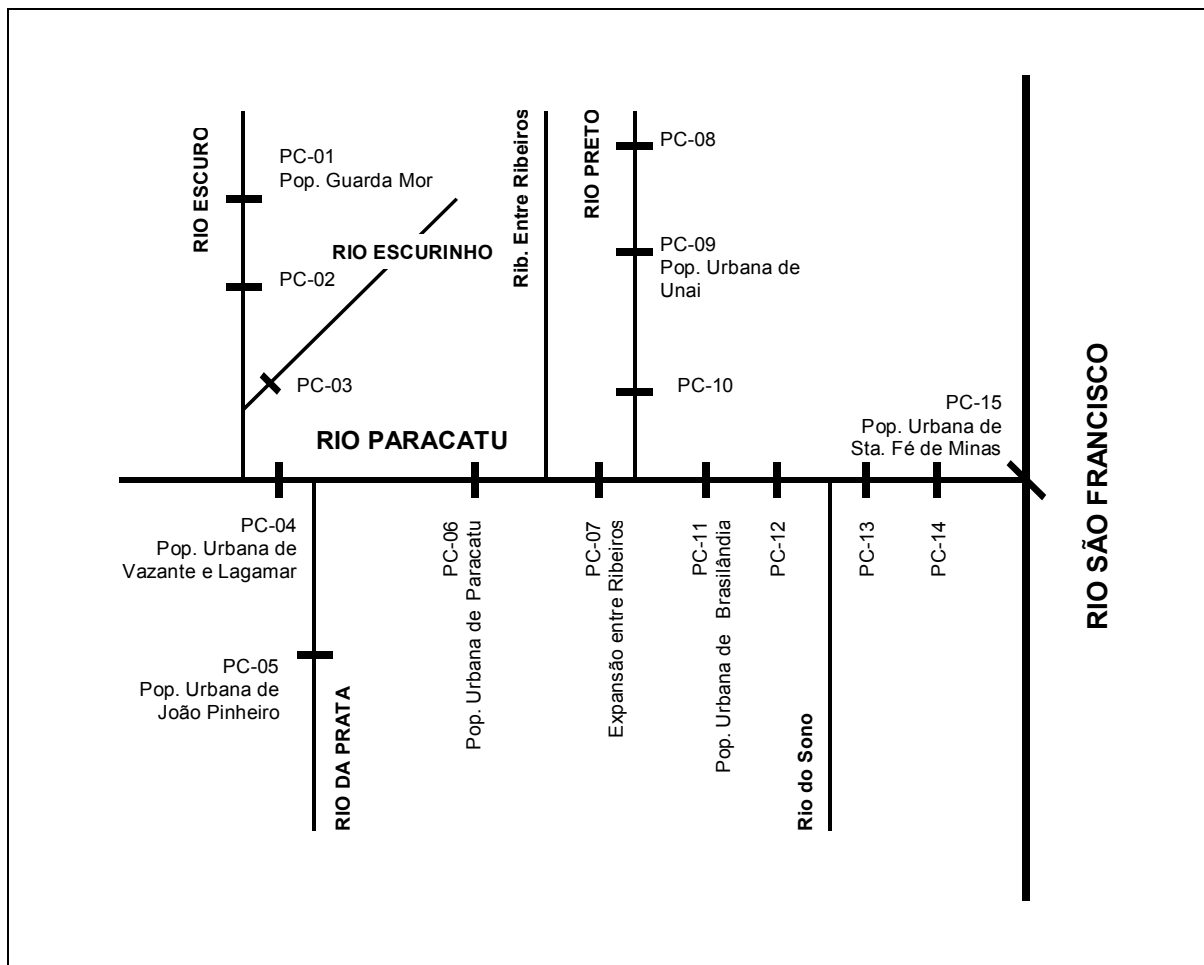 RIO ESCURO
PC-01
Pop. Guarda Mor
PC-02
RIO ESCURINHO
PC-03
Rib. Entre Ribeiros
RIO PRETO
PC-08
PC-09
Pop. Urbana de
Unai
PC-10
RIO PARACATU
PC-15
Pop. Urbana de
Sta. Fé de Minas
RIO SÃO FRANCISCO
PC-04
Pop. Urbana de
Vazante e Lagamar
PC-05
Pop. Urbana de
João Pinheiro
RIO DA PRATA
PC-06
Pop. Urbana de Paracatu
PC-07
Expansão entre Ribeiros
PC-11
Pop. Urbana de Brasilândia
PC-12
Rio do Sono
PC-13
PC-14